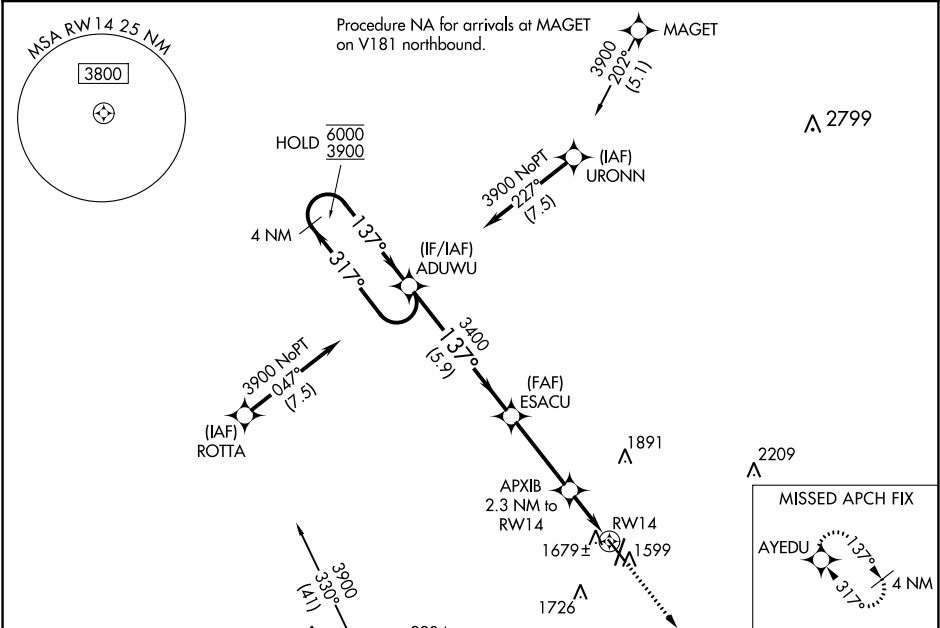 MSA RW14 25 NM
3800
Procedure NA for arrivals at MAGET
on V181 northbound.
MAGET
3900
202°
(5.1)
2799
HOLD
6000
3900
3900 NoPT
227°
(7.5)
(IAF)
URONN
4 NM
137°
317°
(IF/IAF)
ADUWU
3400
137°
(5.9)
3900 NoPT
047°
(7.5)
(IAF)
ROTTA
(FAF)
ESACU
1891
2209
APXIB
2.3 NM to
RW14
RW14
1679±
1599
1726
3900
330°
(41)
MISSED APCH FIX
AYEDU
137°
317°
4 NM